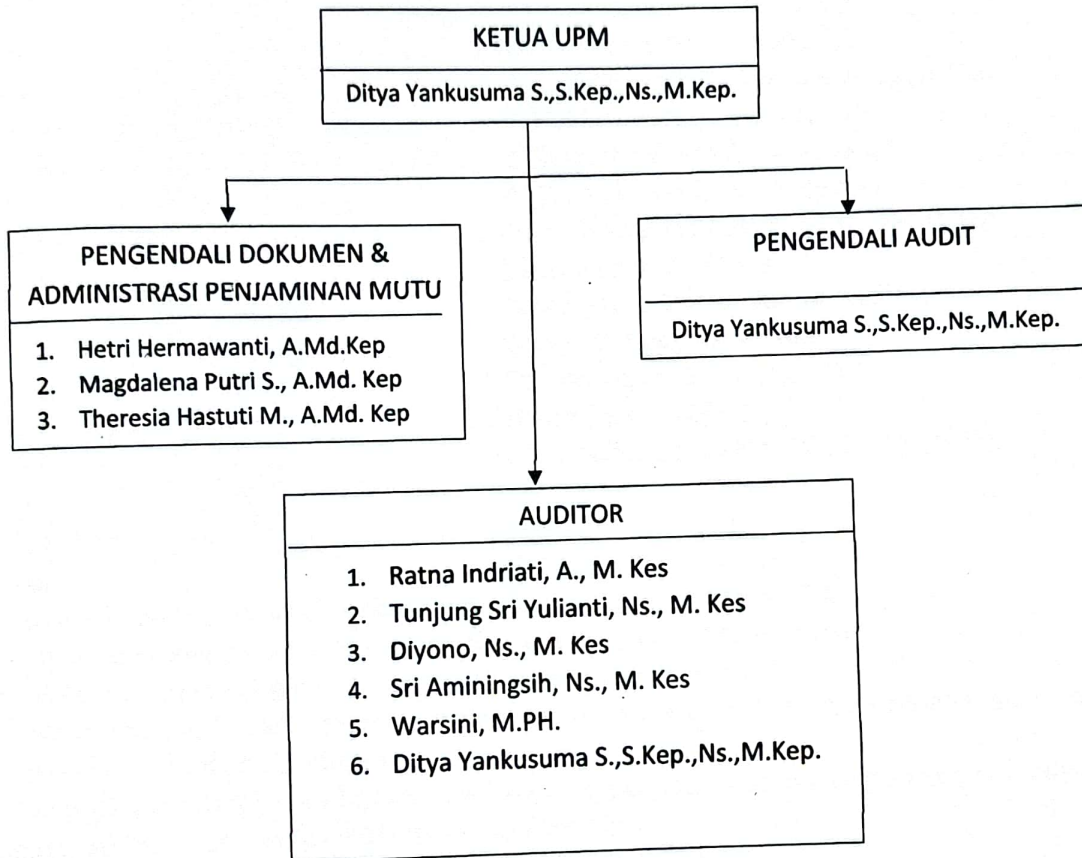 KETUA UPM
Ditya Yankusuma S.,S.Kep.,Ns.,M.Kep.
PENGENDALI DOKUMEN &
ADMINISTRASI PENJAMINAN MUTU
1. Hetri Hermawanti, A.Md.Kep
2. Magdalena Putri S., A.Md. Kep
3. Theresia Hastuti M., A.Md. Kep
PENGENDALI AUDIT
Ditya Yankusuma S.,S.Kep.,Ns.,M.Kep.
AUDITOR
1. Ratna Indriati, A., M. Kes
2. Tunjung Sri Yulianti, Ns., M. Kes
3. Diyono, Ns., M. Kes
4. Sri Aminingsih, Ns., M. Kes
5. Warsini, M.PH.
6. Ditya Yankusuma S.,S.Kep.,Ns.,M.Kep.